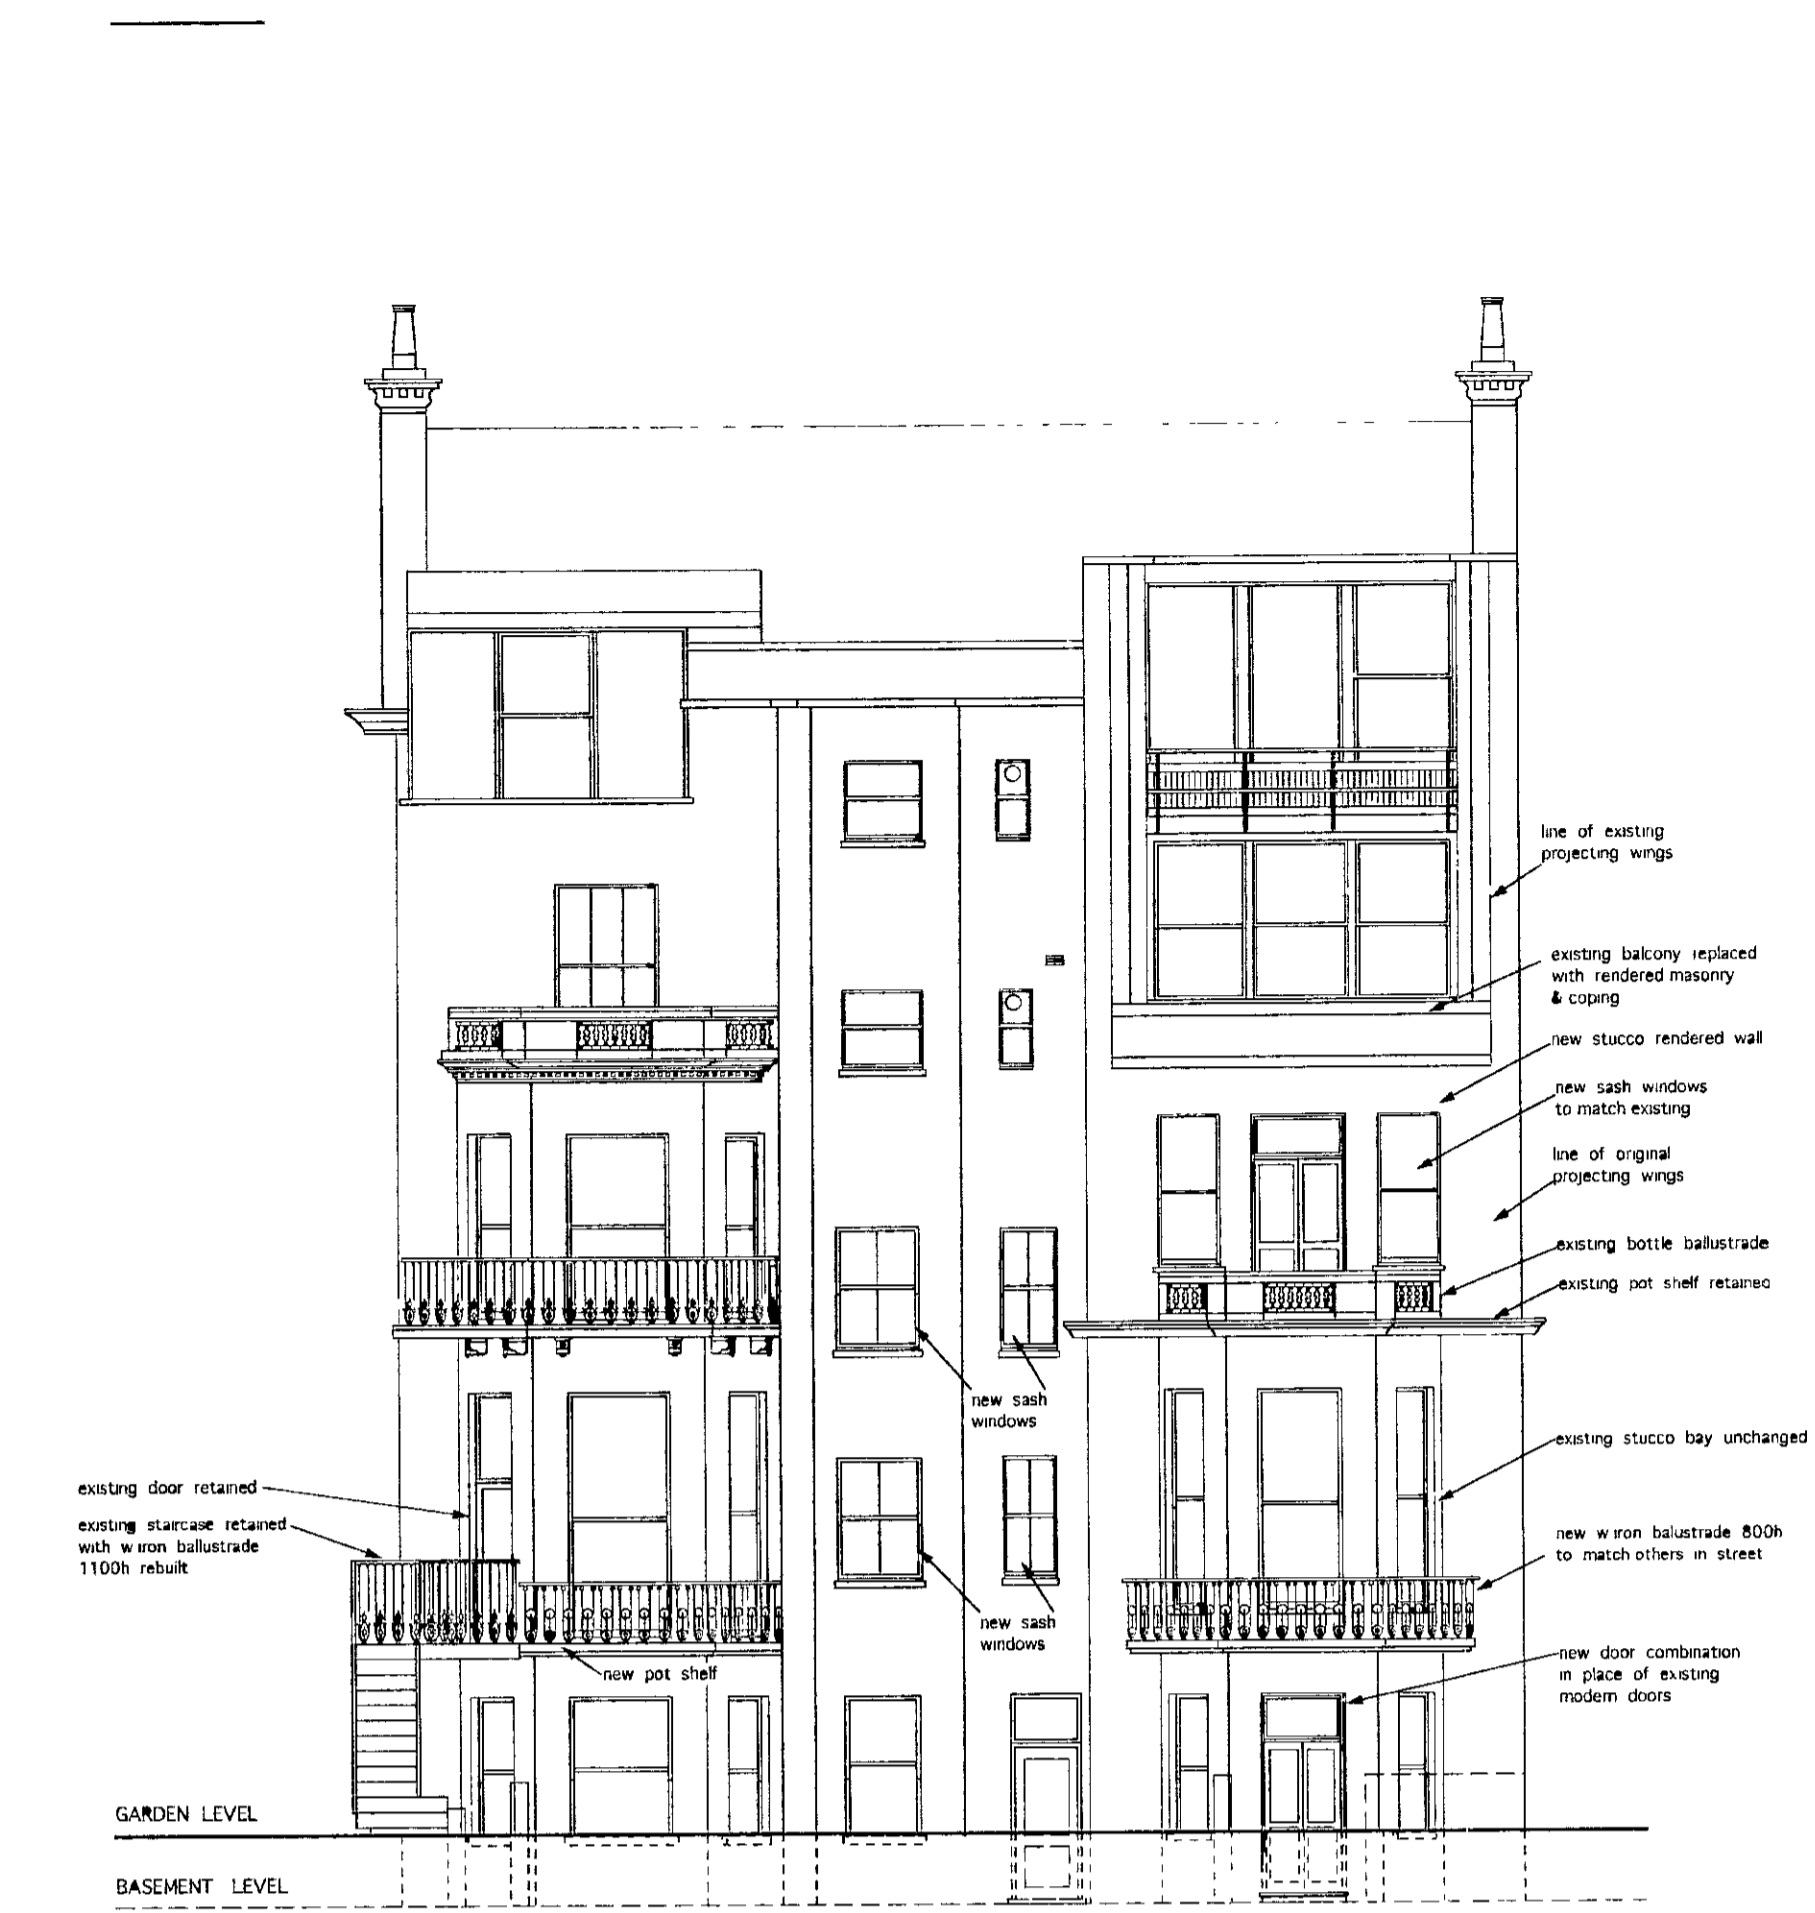 line of existing
projecting wings
existing balcony replaced
with rendered masonry
& coping
new stucco rendered wall
new sash windows
to match existing
line of original
projecting wings
existing bottle ballustrade
existing pot shelf retained
new sash
windows
existing stucco bay unchanged
existing door retained
existing staircase retained
with w iron ballustrade
1100h rebuilt
new w iron balustrade 800h
to match others in street
new sash
windows
new pot shelf
new door combination
in place of existing
modern doors
GARDEN LEVEL
BASEMENT LEVEL